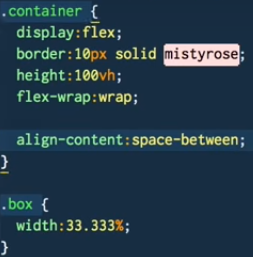 .container {
display:flex;
border:10px solid mistyrose;
height:100vh;
flex-wrap:wrap;
align-content:space-between;
}
.box {
width:33.333%;
}